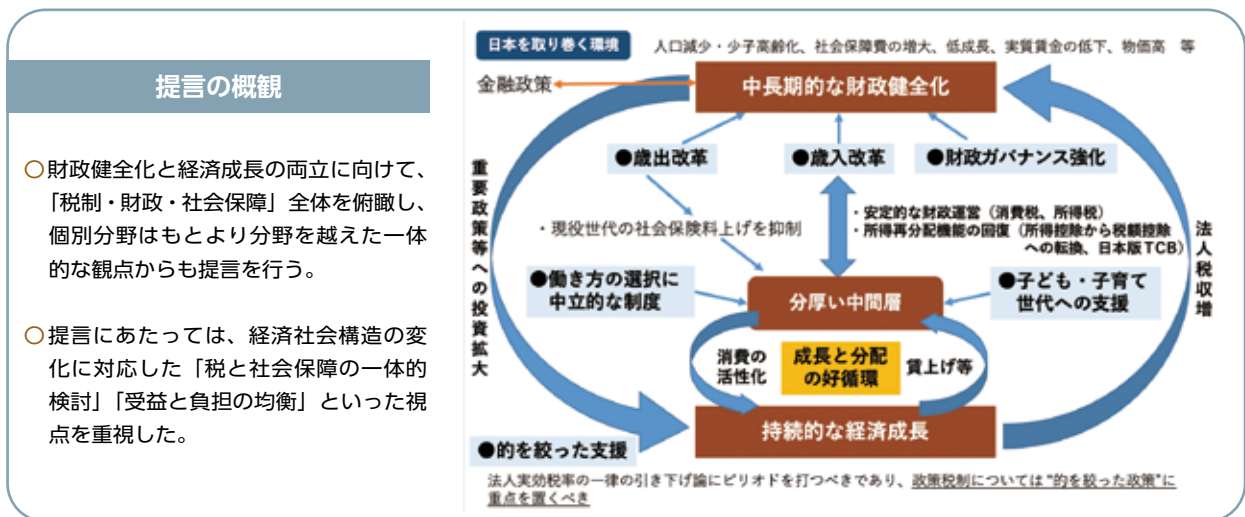 提言の概観
○財政健全化と経済成長の両立に向けて、
「税制・財政・社会保障」全体を俯瞰し、
個別分野はもとより分野を越えた一体
的な観点からも提言を行う。
○提言にあたっては、経済社会構造の変
化に対応した「税と社会保障の一体的
検討」「受益と負担の均衡」といった視
点を重視した。
日本を取り巻く環境
人口減少・少子高齢化、社会保障費の増大、低成長、実質賃金の低下、物価高 等
金融政策
中長期的な財政健全化
●歳出改革
●歳入改革
●財政ガバナンス強化
重要政策等への投資拡大
・現役世代の社会保険料上げを抑制
・安定的な財政運営（消費税、所得税）
・所得再分配機能の回復（所得控除から税額控除
への転換、日本版TCB）
法人税収増
●働き方の選択に
中立的な制度
分厚い中間層
●子ども・子育て
世代への支援
消費の
活性化
成長と分配
の好循環
賃上げ等
持続的な経済成長
●的を絞った支援
法人実効税率の一律の引き下げ論にピリオドを打つべきであり、政策税制については"的を絞った政策"に
重点を置くべき